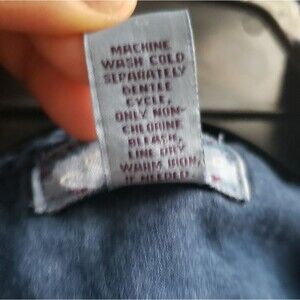 MACHINE
WASH COLD
SEPARATELY
GENTLE
CYCLE,
ONLY NON-
CHLORINE
BLEACH,
LINE DRY
WARM IRON,
IF NEEDED